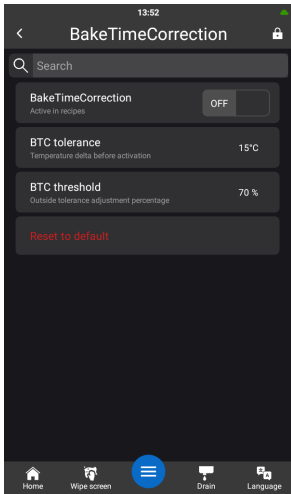 13:52
BakeTimeCorrection
Search
BakeTimeCorrection
Active in recipes
OFF
BTC tolerance
Temperature delta before activation
15°C
BTC threshold
Outside tolerance adjustment percentage
70 %
Reset to default
Home
Wipe screen
Drain
Language